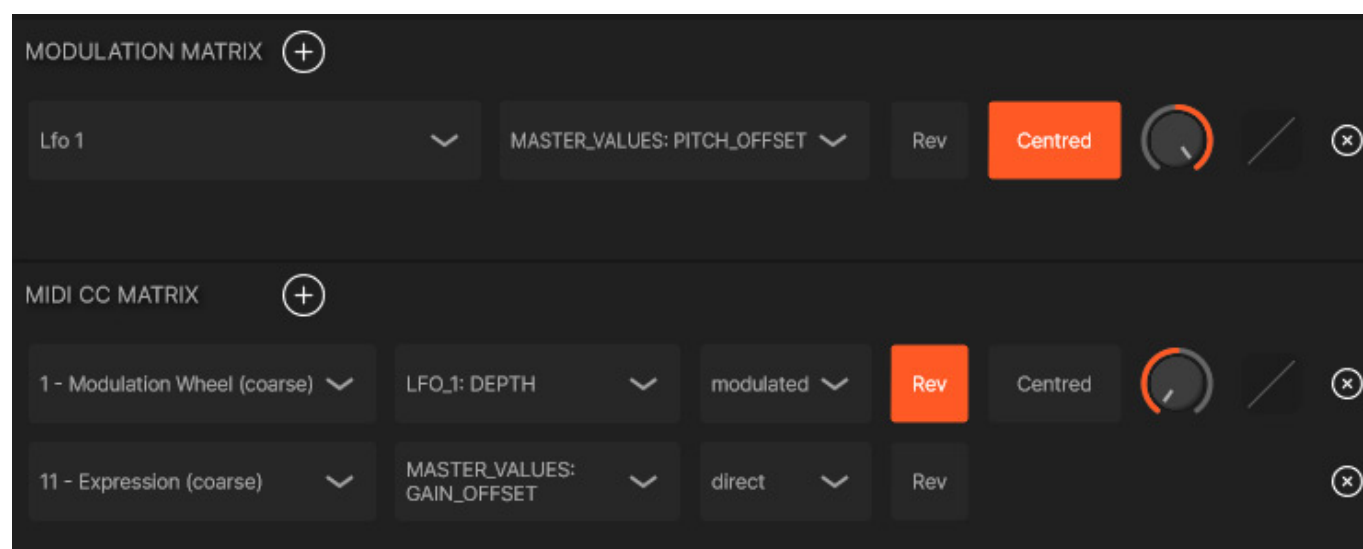 MODULATION MATRIX
Lfo 1 MASTER_VALUES: PITCH_OFFSET Rev Centred
MIDI CC MATRIX
1 - Modulation Wheel (coarse) LFO_1: DEPTH modulated Rev Centred
11 - Expression (coarse) MASTER_VALUES: GAIN_OFFSET direct Rev